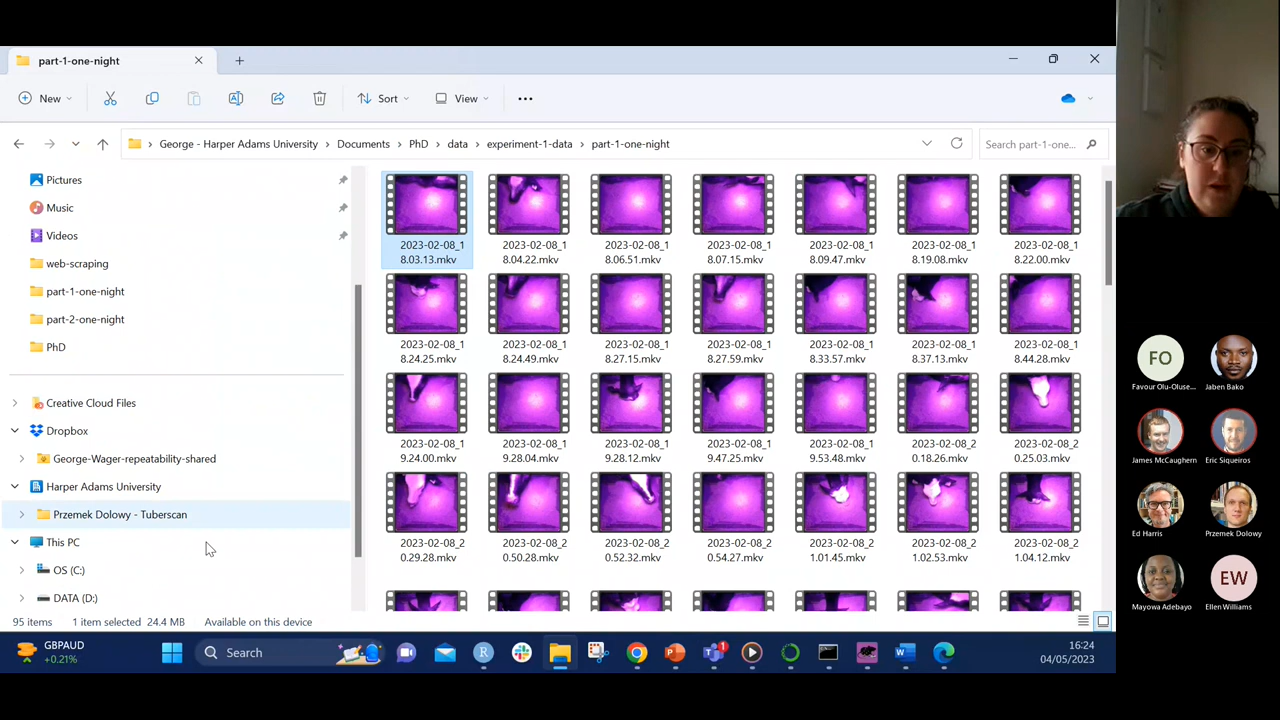 part-1-one-night
New
Sort
View
George - Harper Adams University
Documents
PhD
data
experiment-1-data
part-1-one-night
Search part-1-one...
Pictures
Music
Videos
web-scraping
part-1-one-night
part-2-one-night
PhD
Creative Cloud Files
Dropbox
George-Wager-repeatability-shared
Harper Adams University
Przemek Dolowy - Tuberscan
This PC
OS (C:)
DATA (D:)
2023-02-08_1
8.03.13.mkv
2023-02-08_1
8.04.22.mkv
2023-02-08_1
8.06.51.mkv
2023-02-08_1
8.07.15.mkv
2023-02-08_1
8.09.47.mkv
2023-02-08_1
8.19.08.mkv
2023-02-08_1
8.22.00.mkv
2023-02-08_1
8.24.25.mkv
2023-02-08_1
8.24.49.mkv
2023-02-08_1
8.27.15.mkv
2023-02-08_1
8.27.59.mkv
2023-02-08_1
8.33.57.mkv
2023-02-08_1
8.37.13.mkv
2023-02-08_1
8.44.28.mkv
2023-02-08_1
9.24.00.mkv
2023-02-08_1
9.28.04.mkv
2023-02-08_1
9.28.12.mkv
2023-02-08_1
9.47.25.mkv
2023-02-08_1
9.53.48.mkv
2023-02-08_2
0.18.26.mkv
2023-02-08_2
0.25.03.mkv
2023-02-08_2
0.29.28.mkv
2023-02-08_2
0.50.28.mkv
2023-02-08_2
0.52.32.mkv
2023-02-08_2
0.54.27.mkv
2023-02-08_2
1.01.45.mkv
2023-02-08_2
1.02.53.mkv
2023-02-08_2
1.04.12.mkv
95 items
1 item selected
24.4 MB
Available on this device
GBPAUD
+0.21%
Search
R
1
16:24
04/05/2023
FO
Favour Olu-Oluse...
Jaben Bako
James McCaughern
Eric Siqueiros
Ed Harris
Przemek Dolowy
Mayowa Adebayo
EW
Ellen Williams